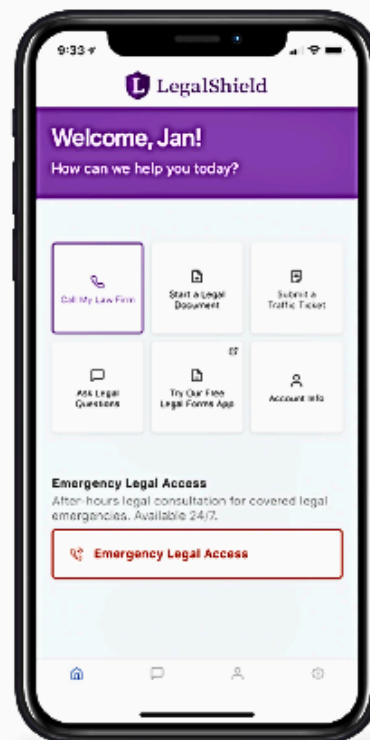 9:33
LegalShield
Welcome, Jan!
How can we help you today?
Call My Law Firm
Start a Legal
Document
Submit a
Traffic Ticket
Ask Legal
Questions
Try Our Free
Legal Forms App
Account Info
Emergency Legal Access
After-hours legal consultation for covered legal
emergencies. Available 24/7.
Emergency Legal Access